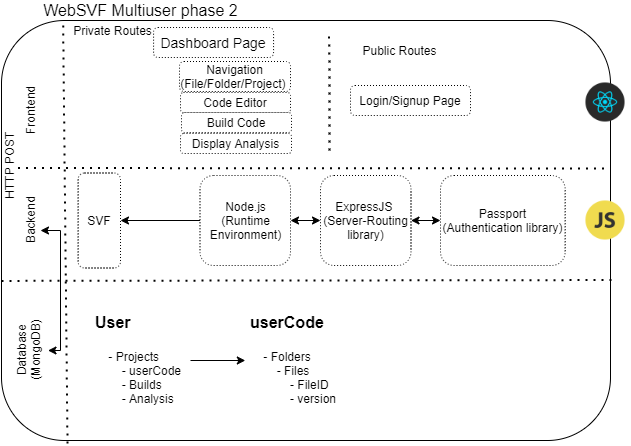 WebSVF Multiuser phase 2
Private Routes
Dashboard Page
Public Routes
Navigation
(File/Folder/Project)
Code Editor
Build Code
Display Analysis
Login/Signup Page
Frontend
HTTP POST
Backend
SVF
Node.js
(Runtime
Environment)
ExpressJS
(Server-Routing
library)
Passport
(Authentication library)
JS
Database
(MongoDB)
User
- Projects
- userCode
- Builds
- Analysis
userCode
- Folders
- Files
- FileID
- version